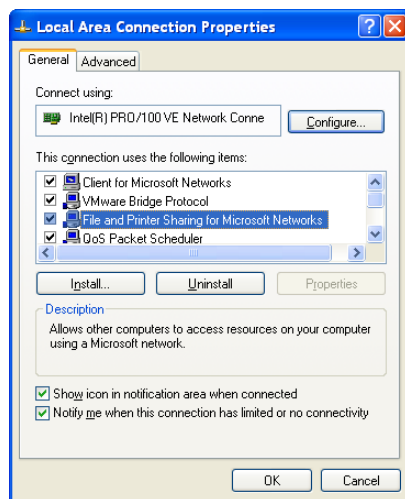 Local Area Connection Properties
General
Advanced
Connect using:
Intel(R) PRO/100 VE Network Conne
Configure...
This connection uses the following items:
Client for Microsoft Networks
VMware Bridge Protocol
File and Printer Sharing for Microsoft Networks
QoS Packet Scheduler
Install...
Uninstall
Properties
Description
Allows other computers to access resources on your computer
using a Microsoft network.
Show icon in notification area when connected
Notify me when this connection has limited or no connectivity
OK
Cancel